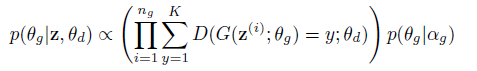 p(θ_g|z, θ_d) ∝ (∏_{i=1}^{n_g} ∑_{y=1}^{K} D(G(z^{(i)}; θ_g) = y; θ_d)) p(θ_g|α_g)